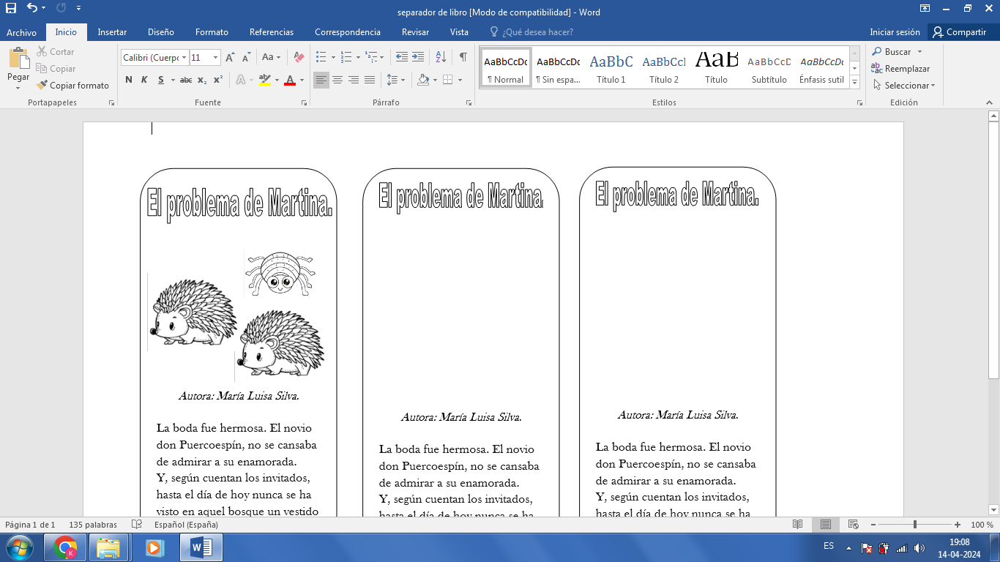 separador de libro [Modo de compatibilidad] - Word
Archivo Inicio Insertar Diseño Formato Referencias Correspondencia Revisar Vista ¿Qué desea hacer? Iniciar sesión Compartir
Pegar
Cortar
Copiar
Copiar formato
Portapapeles
Calibri (Cuerpo 11
Aa
N K S abc x₂ x² A aby A
Fuente
Párrafo
AaBbCcDc AaBbCcDc AaBbC AaBbCcI AaB AaBbCcD AaBbCcDt
¶ Normal ¶ Sin espa... Título 1 Título 2 Título Subtítulo Énfasis sutil
Estilos
Buscar
Reemplazar
Seleccionar
Edición
El problema de Martina.
Autora: María Luisa Silva.
La boda fue hermosa. El novio
don Puercoespín, no se cansaba
de admirar a su enamorada.
Y, según cuentan los invitados,
hasta el día de hoy nunca se ha
visto en aquel bosque un vestido
El problema de Martina
Autora: María Luisa Silva.
La boda fue hermosa. El novio
don Puercoespín, no se cansaba
de admirar a su enamorada.
Y, según cuentan los invitados,
hasta el día de hoy nunca se ha
El problema de Martina.
Autora: María Luisa Silva.
La boda fue hermosa. El novio
don Puercoespín, no se cansaba
de admirar a su enamorada.
Y, según cuentan los invitados,
hasta el día de hoy nunca se ha
Página 1 de 1 135 palabras Español (España) 100 %
K
W
ES
19:08
14-04-2024